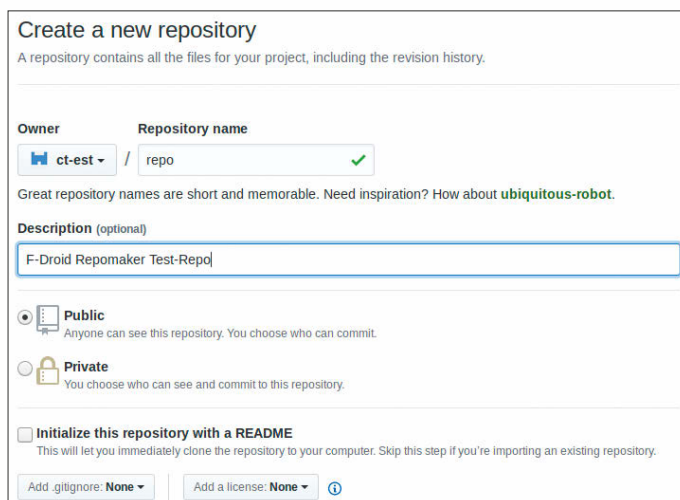 Create a new repository
A repository contains all the files for your project, including the revision history.
Owner Repository name
ct-est / repo
Great repository names are short and memorable. Need inspiration? How about ubiquitous-robot.
Description (optional)
F-Droid Repomaker Test-Repo
Public
Anyone can see this repository. You choose who can commit.
Private
You choose who can see and commit to this repository.
Initialize this repository with a README
This will let you immediately clone the repository to your computer. Skip this step if you’re importing an existing repository.
Add .gitignore: None Add a license: None